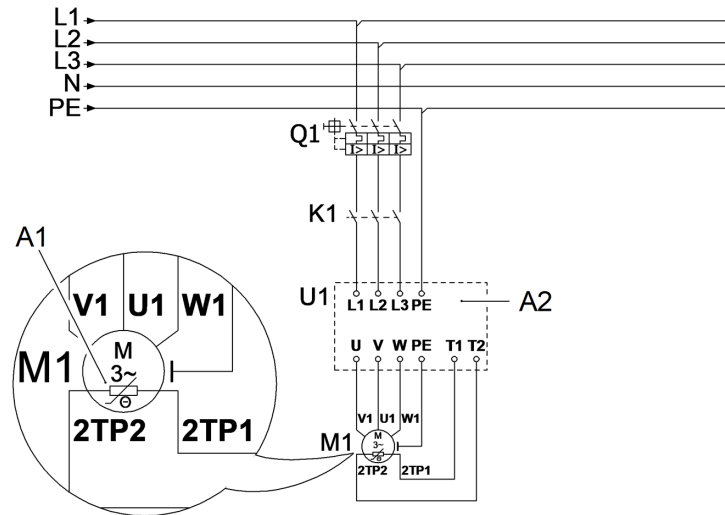 L1
L2
L3
N
PE
Q1
I> I> I>
K1
A1
U1
L1 L2 L3 PE
A2
V1 U1 W1
U V W PE T1 T2
M1
M
3~
Θ
2TP2 2TP1
V1 U1 W1
M1
M
3~
θ
2TP2 2TP1